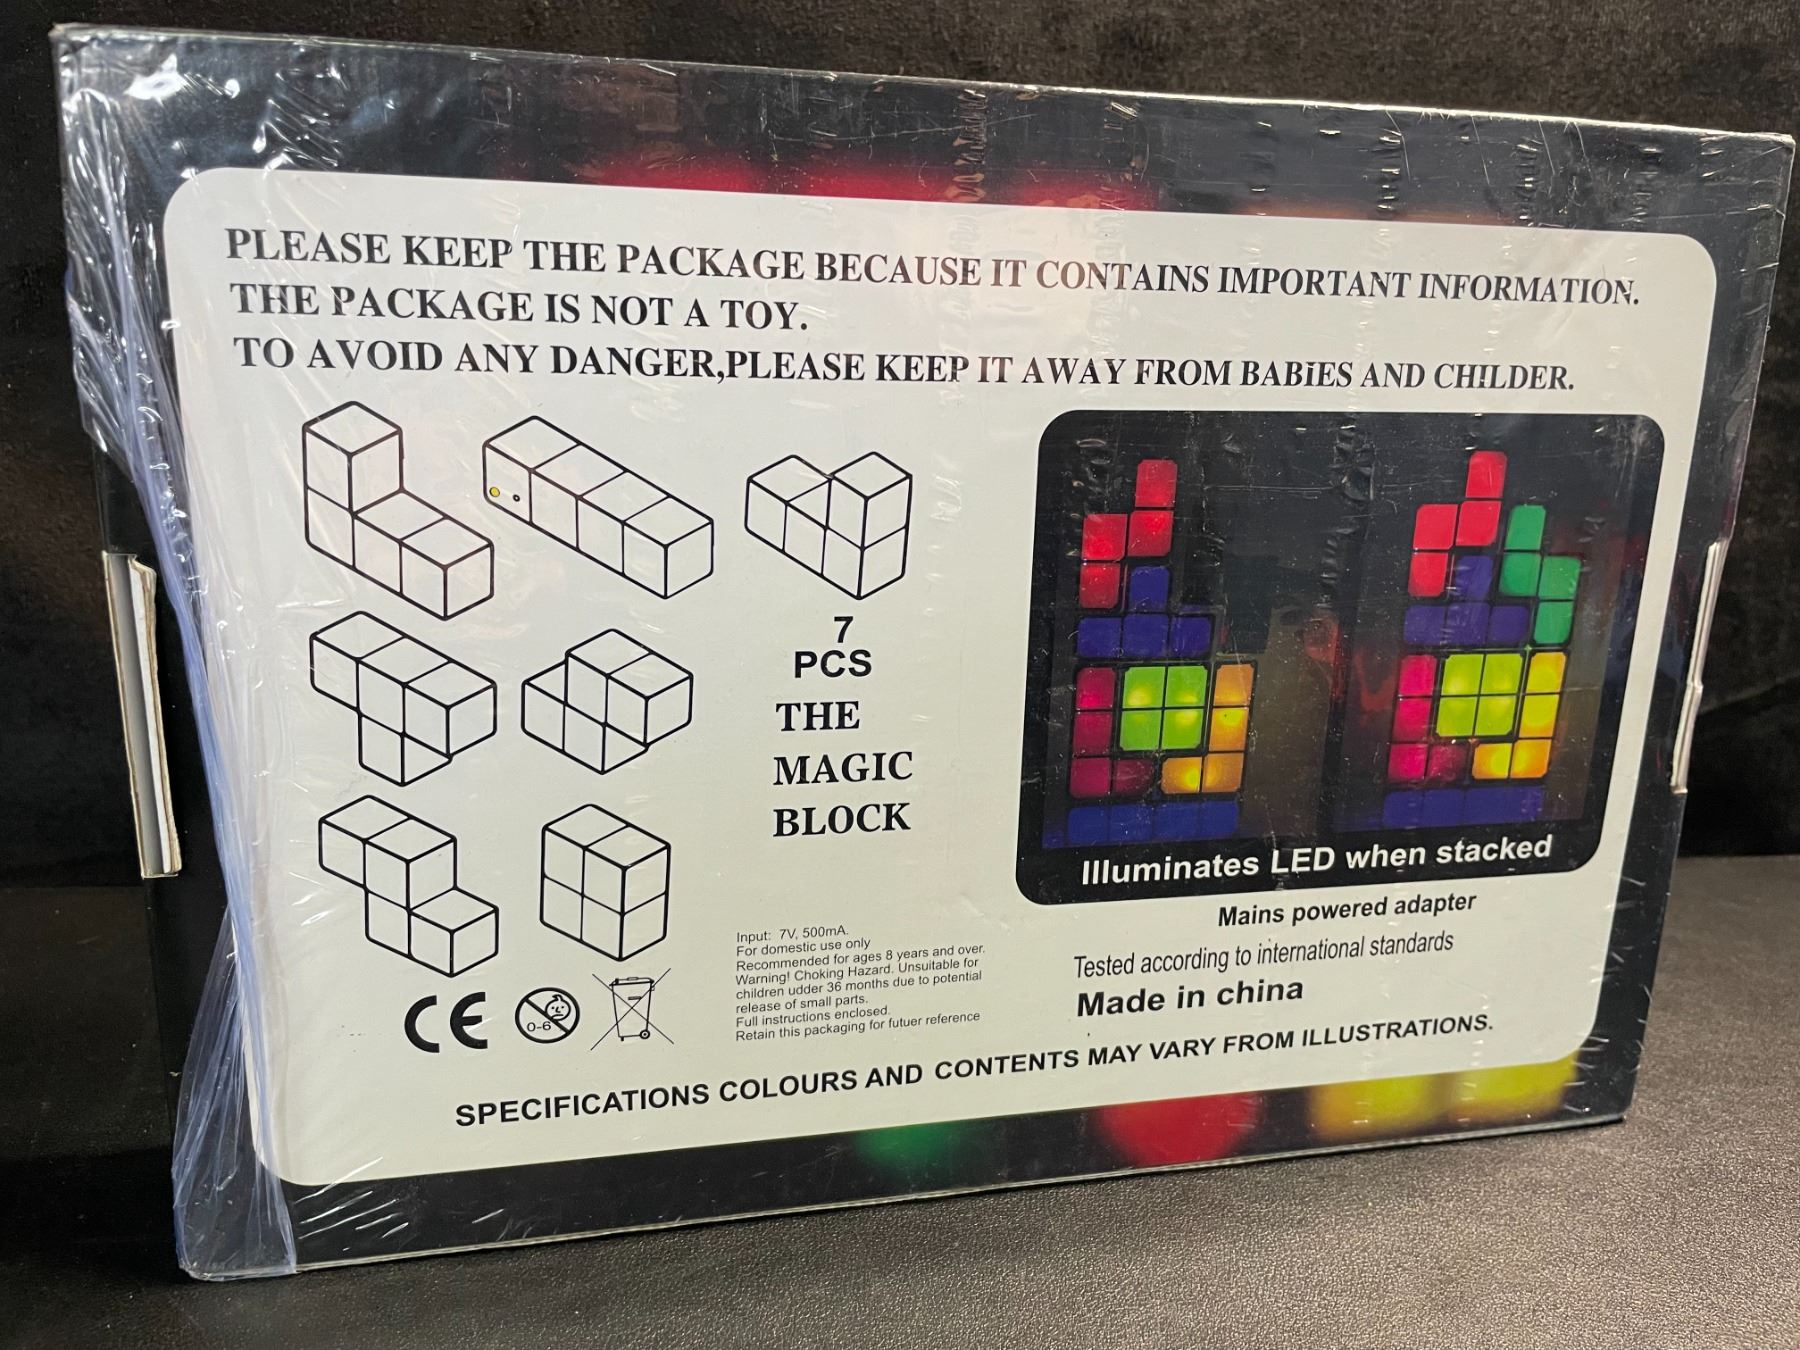 PLEASE KEEP THE PACKAGE BECAUSE IT CONTAINS IMPORTANT INFORMATION.
THE PACKAGE IS NOT A TOY.
TO AVOID ANY DANGER,PLEASE KEEP IT AWAY FROM BABiES AND CHILDER.
7
PCS
THE
MAGIC
BLOCK
Illuminates LED when stacked
Mains powered adapter
Tested according to international standards
Made in china
Input: 7V, 500mA.
For domestic use only
Recommended for ages 8 years and over.
Warning! Choking Hazard. Unsuitable for
children udder 36 months due to potential
release of small parts.
Full instructions enclosed.
Retain this packaging for futuer reference
CE
0-6
SPECIFICATIONS COLOURS AND CONTENTS MAY VARY FROM ILLUSTRATIONS.